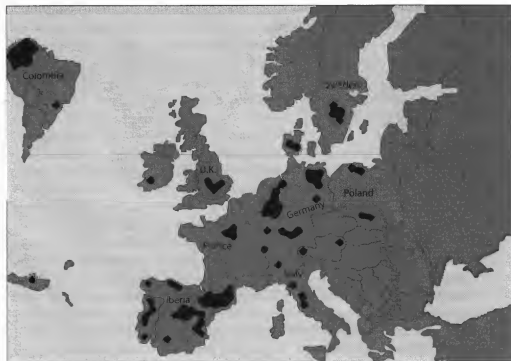 Colombia
Sweden
U.K.
Poland
Germany
France
Italy
Iberia